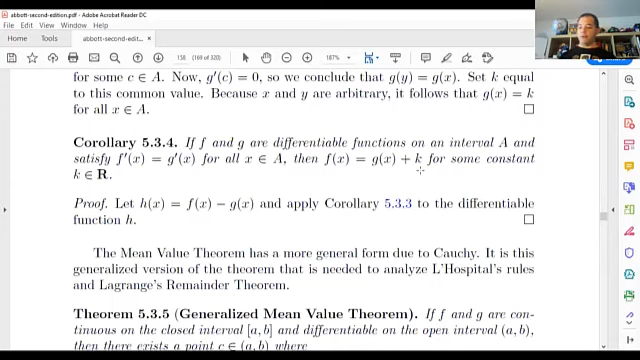 abbott-second-edition.pdf - Adobe Acrobat Reader DC
File Edit View Window Help
Home Tools abbott-second-edition... ×
158 (169 of 320) 187%
for some c ∈ A. Now, g′(c) = 0, so we conclude that g(y) = g(x). Set k equal
to this common value. Because x and y are arbitrary, it follows that g(x) = k
for all x ∈ A.
Corollary 5.3.4. If f and g are differentiable functions on an interval A and
satisfy f′(x) = g′(x) for all x ∈ A, then f(x) = g(x) + k for some constant
k ∈ R.
Proof. Let h(x) = f(x) − g(x) and apply Corollary 5.3.3 to the differentiable
function h.
The Mean Value Theorem has a more general form due to Cauchy. It is this
generalized version of the theorem that is needed to analyze L'Hospital's rules
and Lagrange's Remainder Theorem.
Theorem 5.3.5 (Generalized Mean Value Theorem). If f and g are con-
tinuous on the closed interval [a, b] and differentiable on the open interval (a, b),
then there exists a point c ∈ (a, b) where